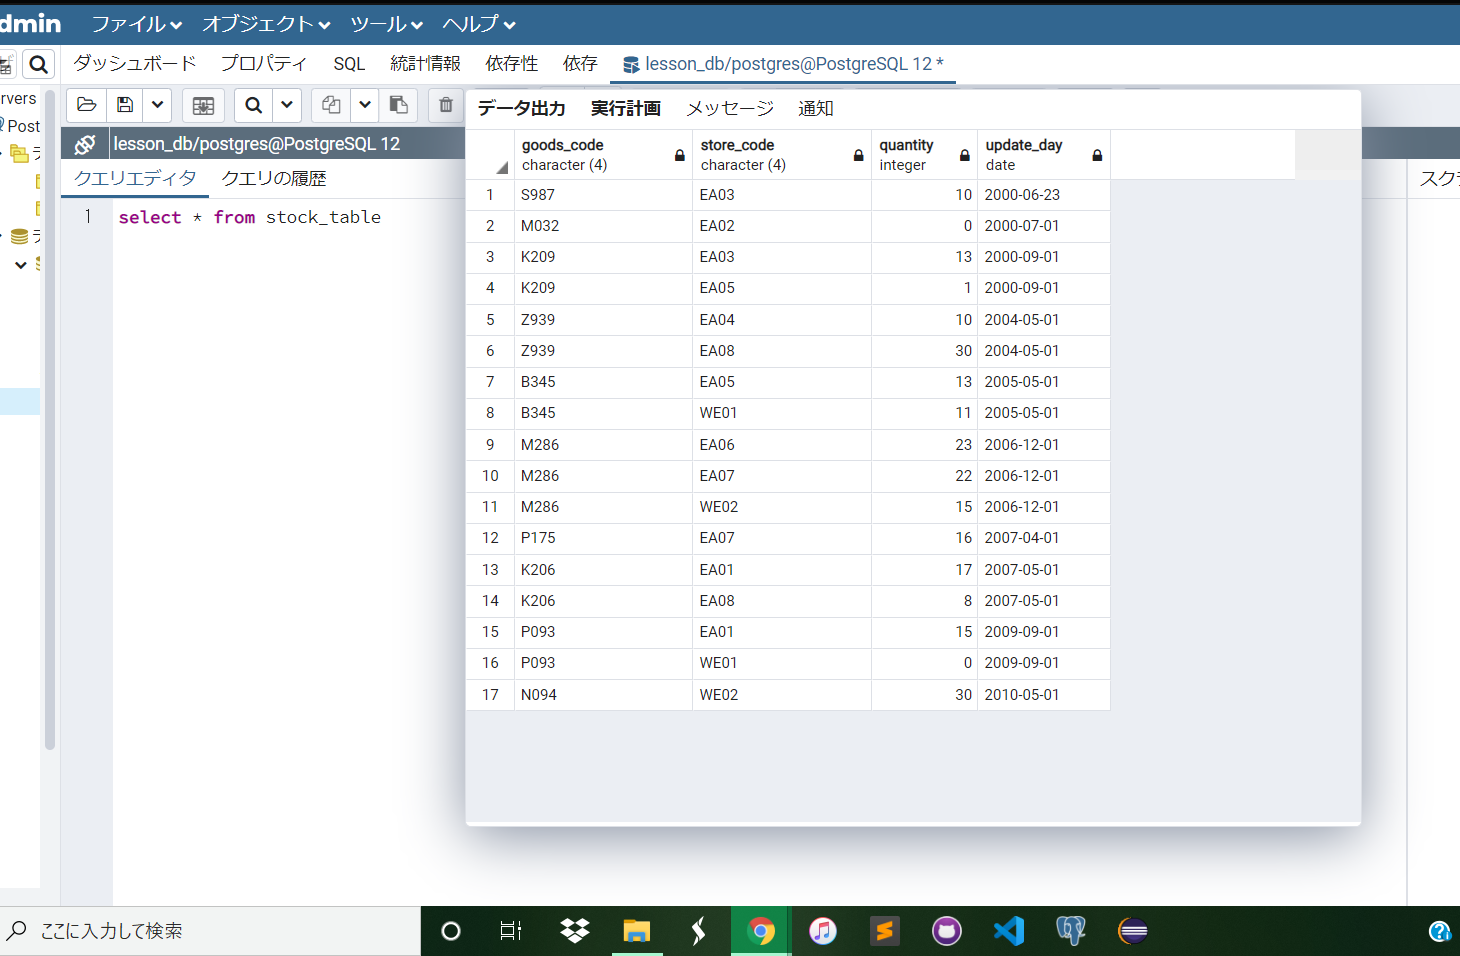 dmin ファイル オブジェクト ツール ヘルプ
ダッシュボード プロパティ SQL 統計情報 依存性 依存 lesson_db/postgres@PostgreSQL 12 *
rvers
Post
lesson_db/postgres@PostgreSQL 12
クエリエディタ クエリの履歴
1 select * from stock_table
データ出力 実行計画 メッセージ 通知
goods_code store_code quantity update_day
character (4) character (4) integer date
1 S987 EA03 10 2000-06-23
2 M032 EA02 0 2000-07-01
3 K209 EA03 13 2000-09-01
4 K209 EA05 1 2000-09-01
5 Z939 EA04 10 2004-05-01
6 Z939 EA08 30 2004-05-01
7 B345 EA05 13 2005-05-01
8 B345 WE01 11 2005-05-01
9 M286 EA06 23 2006-12-01
10 M286 EA07 22 2006-12-01
11 M286 WE02 15 2006-12-01
12 P175 EA07 16 2007-04-01
13 K206 EA01 17 2007-05-01
14 K206 EA08 8 2007-05-01
15 P093 EA01 15 2009-09-01
16 P093 WE01 0 2009-09-01
17 N094 WE02 30 2010-05-01
スク
ここに入力して検索